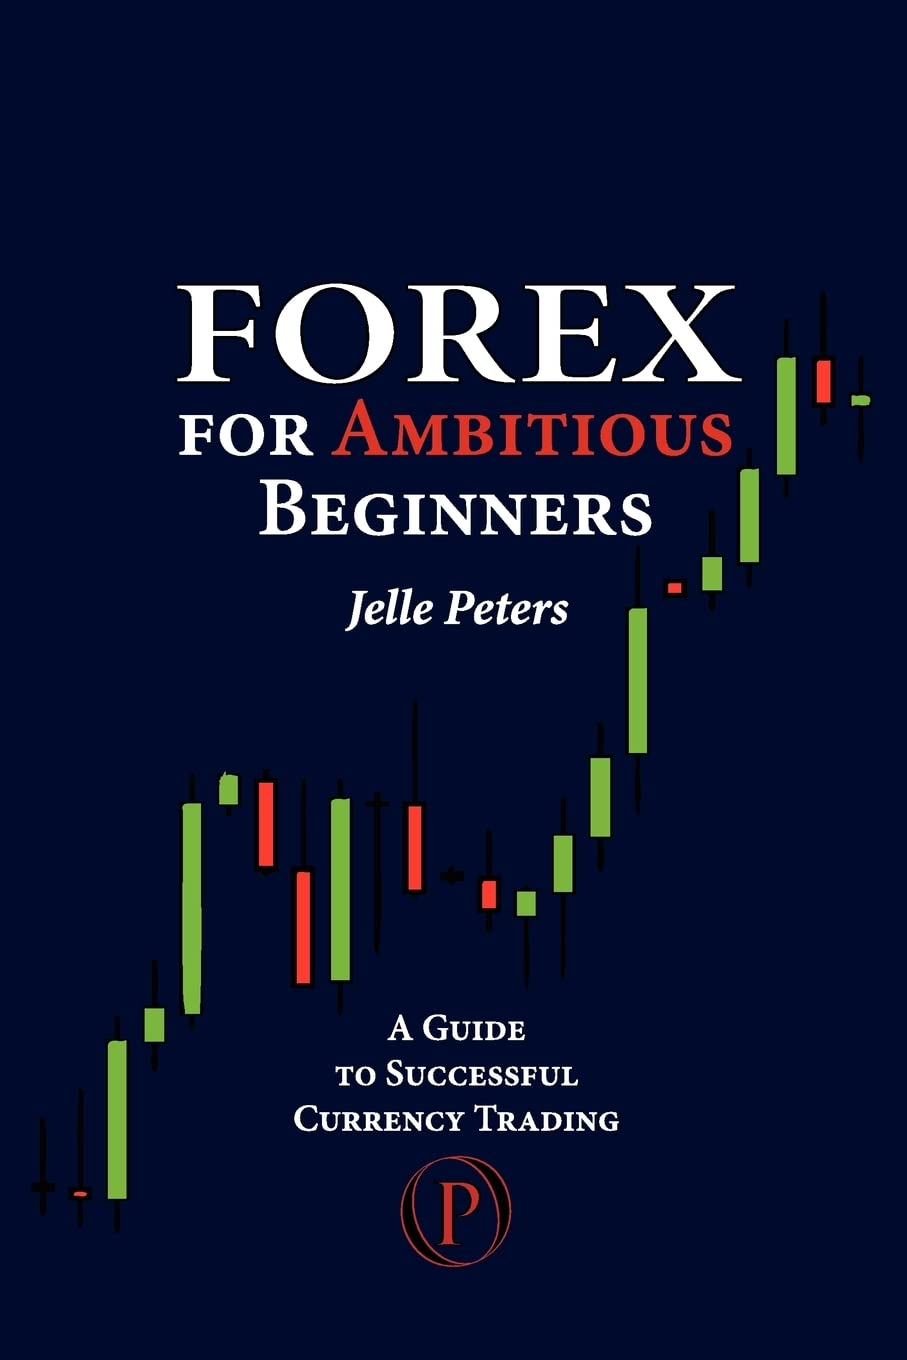 FOREX
FOR AMBITIOUS
BEGINNERS
Jelle Peters
A GUIDE
TO SUCCESSFUL
CURRENCY TRADING
P